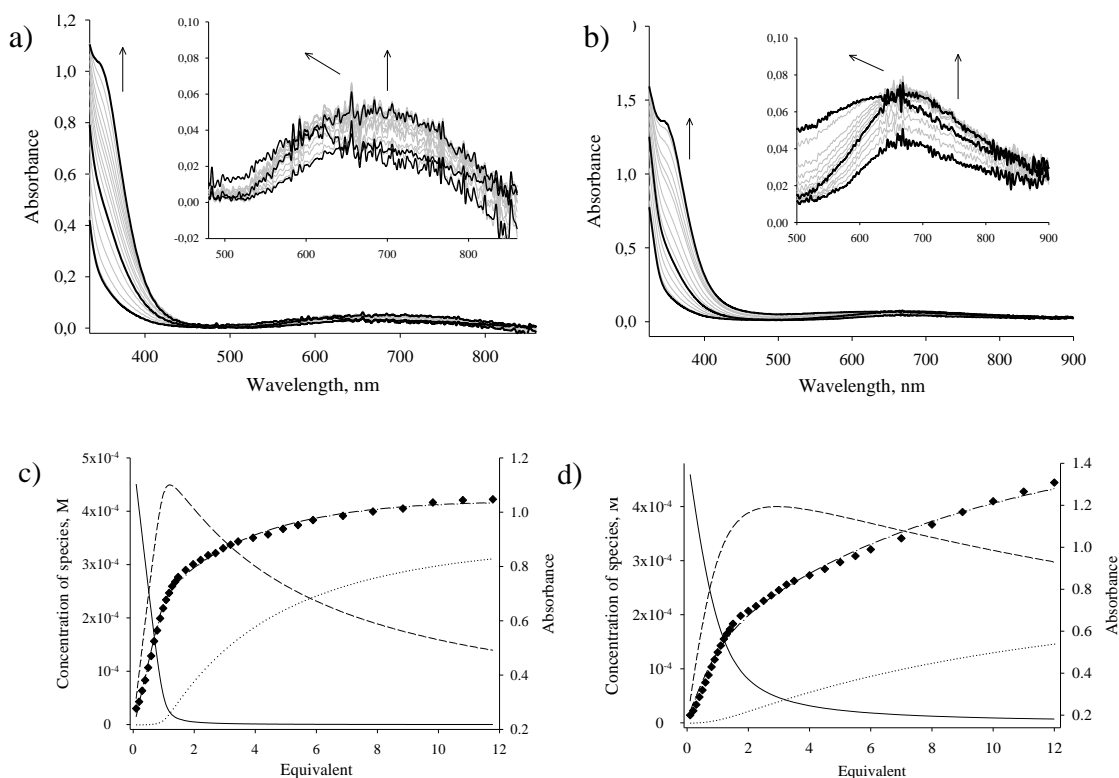 a)
1,2
1,0
0,8
0,6
0,4
0,2
0,0
Absorbance
400 500 600 700 800
Wavelength, nm
0,10
0,08
0,06
0,04
0,02
0,00
-0,02
500 600 700 800
b)
1,5
1,0
0,5
0,0
Absorbance
400 500 600 700 800 900
Wavelength, nm
0,10
0,08
0,06
0,04
0,02
0,00
500 600 700 800 900
c)
5x10-4
4x10-4
3x10-4
2x10-4
10-4
0
Concentration of species, M
0 2 4 6 8 10 12
Equivalent
1.2
1.0
0.8
0.6
0.4
0.2
Absorbance
d)
4x10-4
3x10-4
2x10-4
10-4
0
Concentration of species,
0 2 4 6 8 10 12
Equivalent
1.4
1.2
1.0
0.8
0.6
0.4
0.2
Absorbance